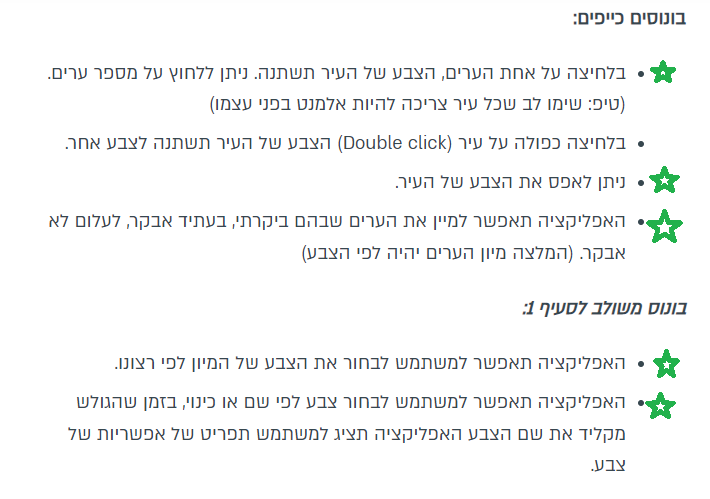 בונוסים כייפים:
בלחיצה על אחת הערים, הצבע של העיר תשתנה. ניתן ללחוץ על מספר ערים.
(טיפ: שימו לב שכל עיר צריכה להיות אלמנט בפני עצמו)
בלחיצה כפולה על עיר (Double click) הצבע של העיר תשתנה לצבע אחר.
ניתן לאפס את הצבע של העיר.
האפליקציה תאפשר למיין את הערים שבהם ביקרתי, בעתיד אבקר, לעלום לא
אבקר. (המלצה מיון הערים יהיה לפי הצבע)
בונוס משולב לסעיף 1:
האפליקציה תאפשר למשתמש לבחור את הצבע של המיון לפי רצונו.
האפליקציה תאפשר למשתמש לבחור צבע לפי שם או כינוי, בזמן שהגולש
מקליד את שם הצבע האפליקציה תציג למשתמש תפריט של אפשריות של
צבע.